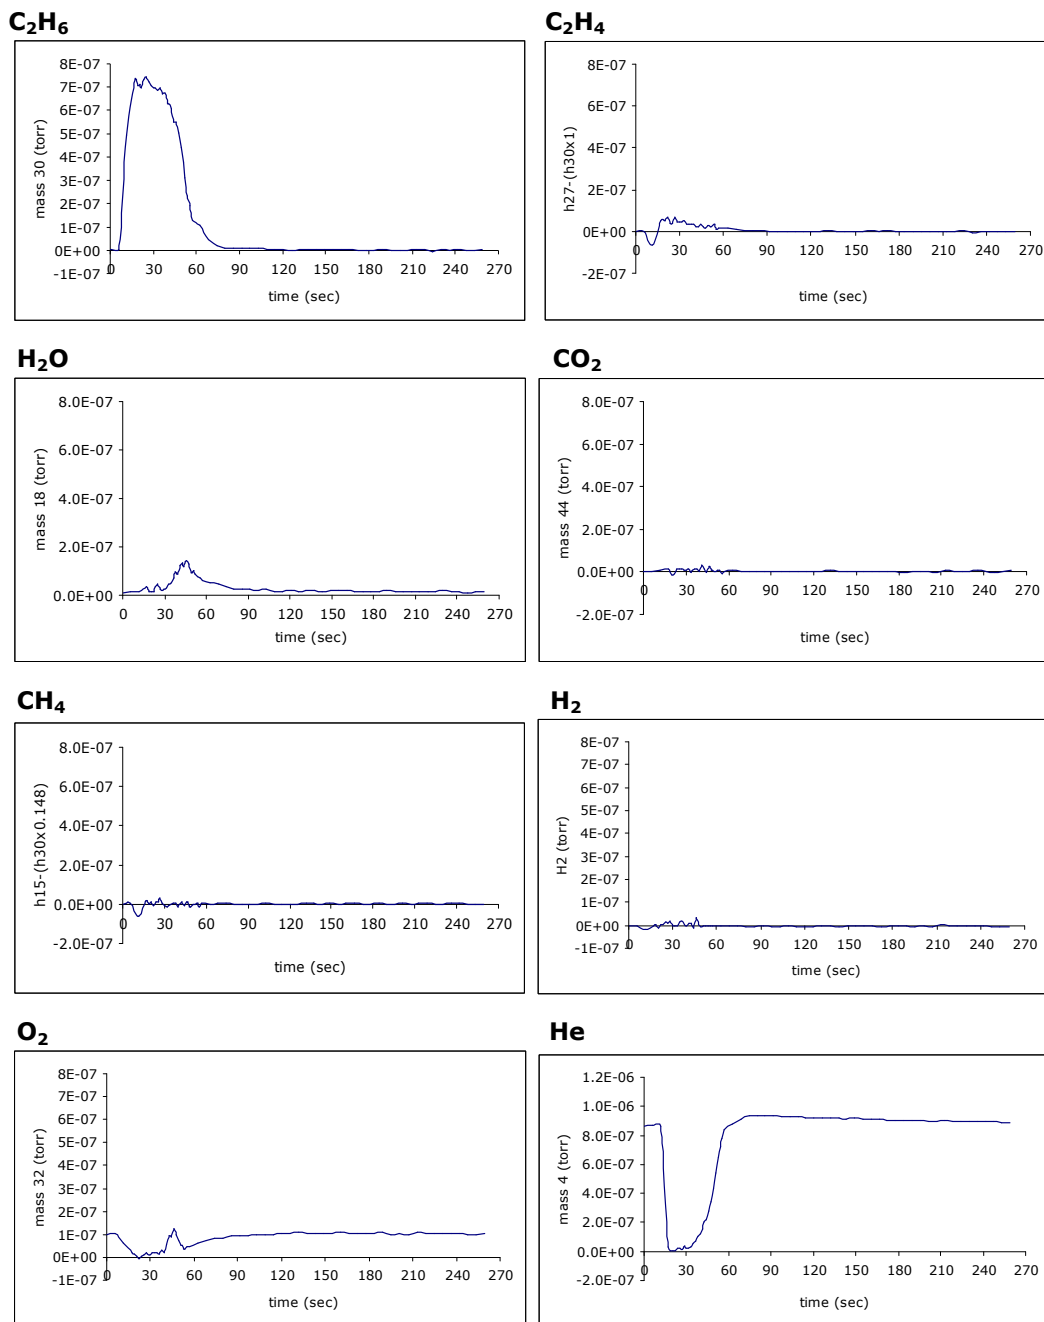 C₂H₆
C₂H₄
8E-07
7E-07
6E-07
5E-07
4E-07
3E-07
2E-07
1E-07
0E+00
-1E-07
mass 30 (torr)
0 30 60 90 120 150 180 210 240 270
time (sec)
8E-07
6E-07
4E-07
2E-07
0E+00
-2E-07
h27-(h30x1)
0 30 60 90 120 150 180 210 240 270
time (sec)
H₂O
CO₂
8.0E-07
6.0E-07
4.0E-07
2.0E-07
0.0E+00
mass 18 (torr)
0 30 60 90 120 150 180 210 240 270
time (sec)
8.0E-07
6.0E-07
4.0E-07
2.0E-07
0.0E+00
-2.0E-07
mass 44 (torr)
0 30 60 90 120 150 180 210 240 270
time (sec)
CH₄
H₂
8.0E-07
6.0E-07
4.0E-07
2.0E-07
0.0E+00
-2.0E-07
h15-(h30x0.148)
0 30 60 90 120 150 180 210 240 270
time (sec)
8E-07
7E-07
6E-07
5E-07
4E-07
3E-07
2E-07
1E-07
0E+00
-1E-07
H2 (torr)
0 30 60 90 120 150 180 210 240 270
time (sec)
O₂
He
8E-07
7E-07
6E-07
5E-07
4E-07
3E-07
2E-07
1E-07
0E+00
-1E-07
mass 32 (torr)
0 30 60 90 120 150 180 210 240 270
time (sec)
1.2E-06
1.0E-06
8.0E-07
6.0E-07
4.0E-07
2.0E-07
0.0E+00
-2.0E-07
mass 4 (torr)
0 30 60 90 120 150 180 210 240 270
time (sec)